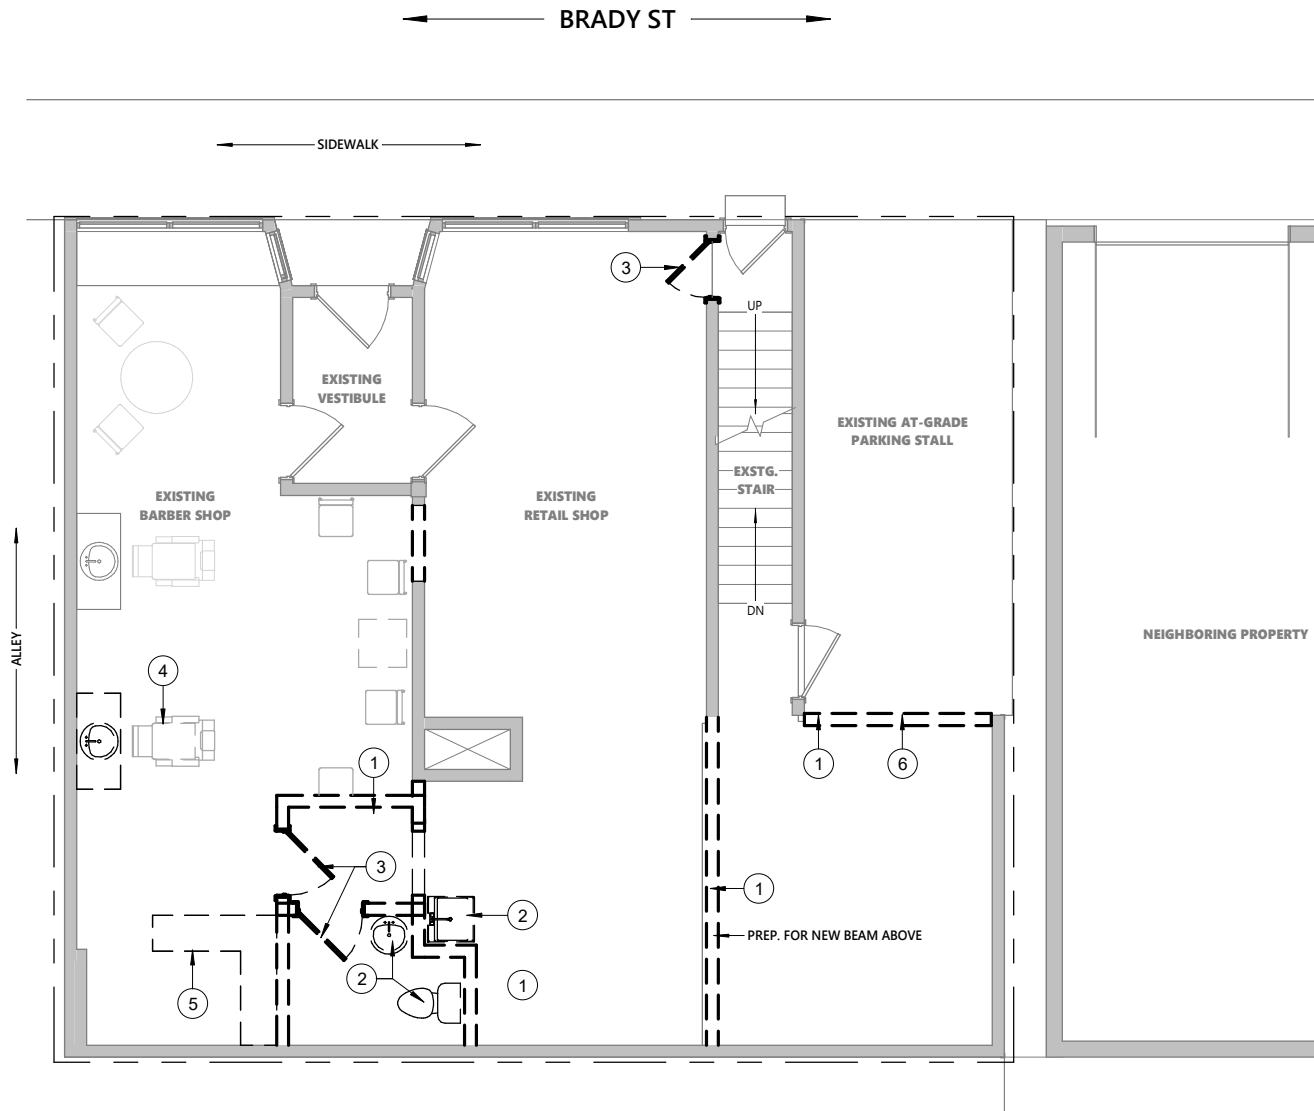 BRADY ST
SIDEWALK
3
UP
EXISTING
VESTIBULE
EXISTING AT-GRADE
PARKING STALL
EXSTG.
STAIR
EXISTING
BARBER SHOP
EXISTING
RETAIL SHOP
DN
ALLEY
NEIGHBORING PROPERTY
4
1
1
6
3
1
2
PREP. FOR NEW BEAM ABOVE
2
1
5